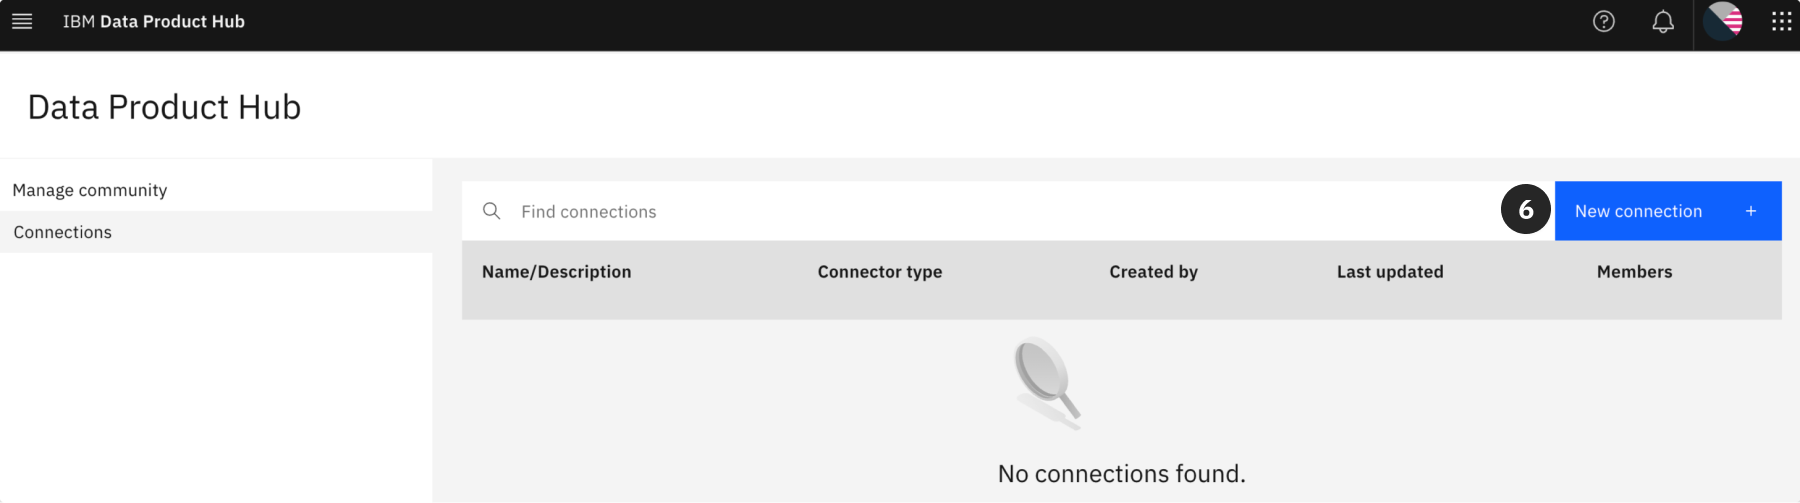 IBM Data Product Hub
Data Product Hub
Manage community
Connections
Find connections
6
New connection +
Name/Description Connector type Created by Last updated Members
No connections found.